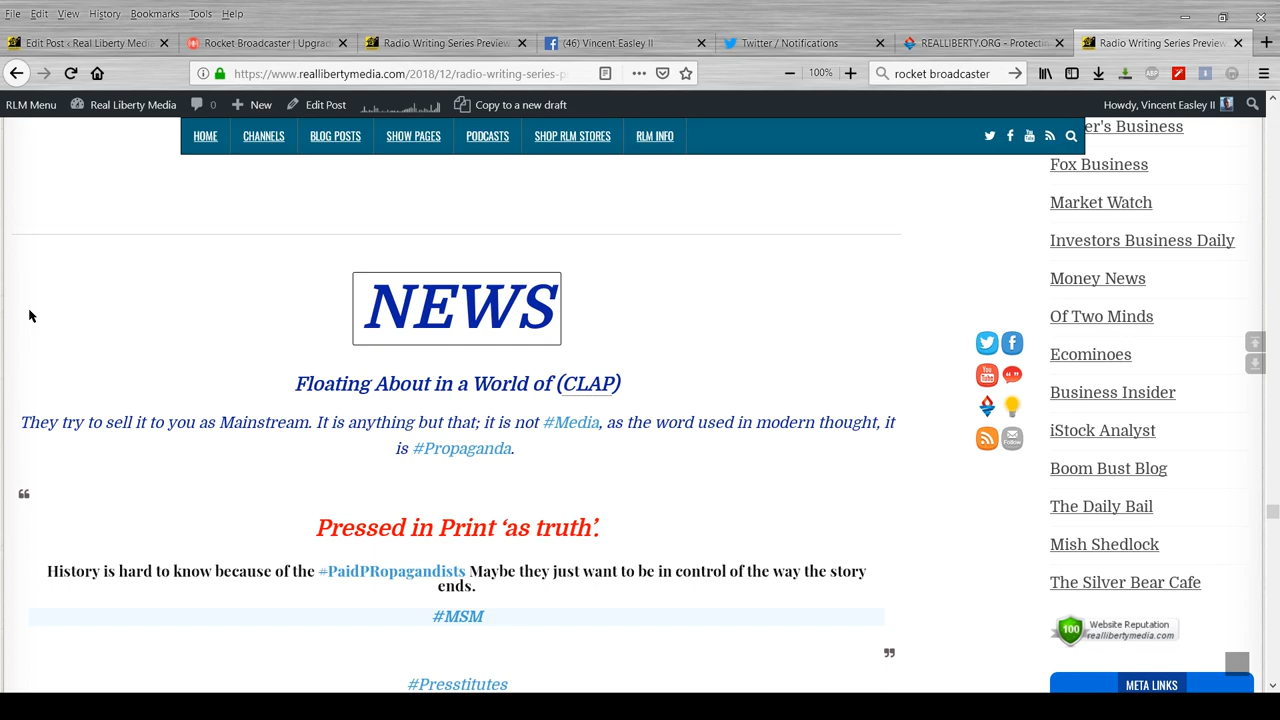 File Edit View History Bookmarks Tools Help
Edit Post ‹ Real Liberty Medi
Rocket Broadcaster | Upgrad
Radio Writing Series Preview
(46) Vincent Easley II
Twitter / Notifications
REALLIBERTY.ORG - Protectin
Radio Writing Series Preview
https://www.reallibertymedia.com/2018/12/radio-writing-series-p
100%
rocket broadcaster
ABP
RLM Menu Real Liberty Media 0 New Edit Post Copy to a new draft Howdy, Vincent Easley II
HOME CHANNELS BLOG POSTS SHOW PAGES PODCASTS SHOP RLM STORES RLM INFO
er's Business
Fox Business
Market Watch
Investors Business Daily
Money News
Of Two Minds
Ecominoes
Business Insider
iStock Analyst
Boom Bust Blog
The Daily Bail
Mish Shedlock
The Silver Bear Cafe
100 Website Reputation
reallibertymedia.com
META LINKS
NEWS
Floating About in a World of (CLAP)
They try to sell it to you as Mainstream. It is anything but that; it is not #Media, as the word used in modern thought, it
is #Propaganda.
“
Pressed in Print ‘as truth’.
History is hard to know because of the #PaidPRopagandists Maybe they just want to be in control of the way the story
ends.
#MSM
”
#Presstitutes
You Tube
Follow